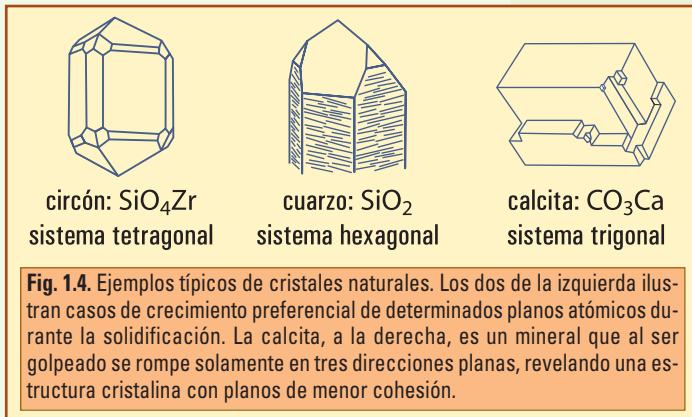 circón: SiO₄Zr
sistema tetragonal
cuarzo: SiO₂
sistema hexagonal
calcita: CO₃Ca
sistema trigonal
Fig. 1.4. Ejemplos típicos de cristales naturales. Los dos de la izquierda ilus-
tran casos de crecimiento preferencial de determinados planos atómicos du-
rante la solidificación. La calcita, a la derecha, es un mineral que al ser
golpeado se rompe solamente en tres direcciones planas, revelando una es-
tructura cristalina con planos de menor cohesión.